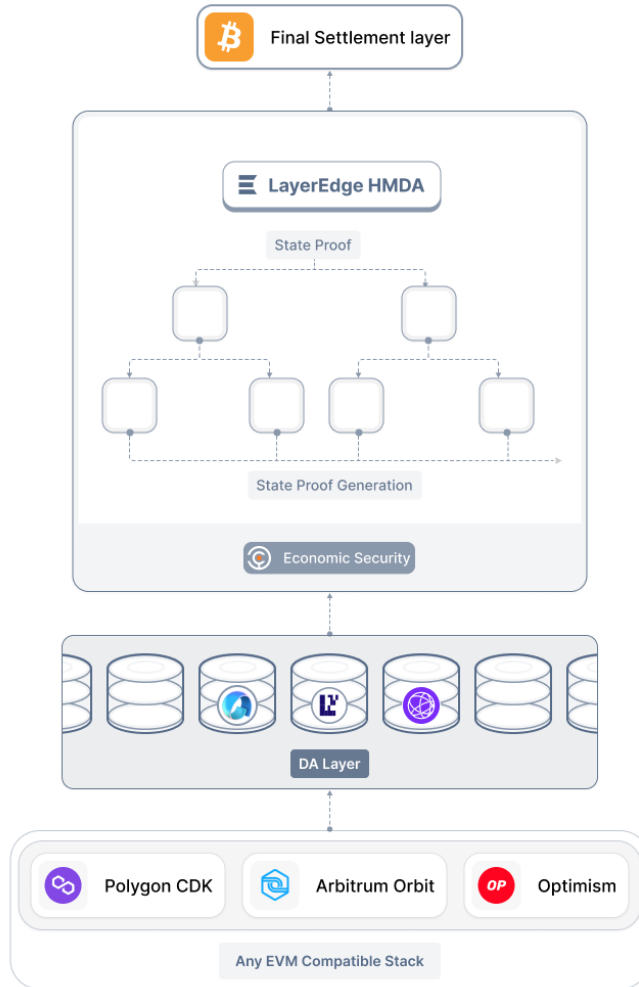 Final Settlement layer
LayerEdge HMDA
State Proof
State Proof Generation
Economic Security
DA Layer
Polygon CDK
Arbitrum Orbit
OP
Optimism
Any EVM Compatible Stack